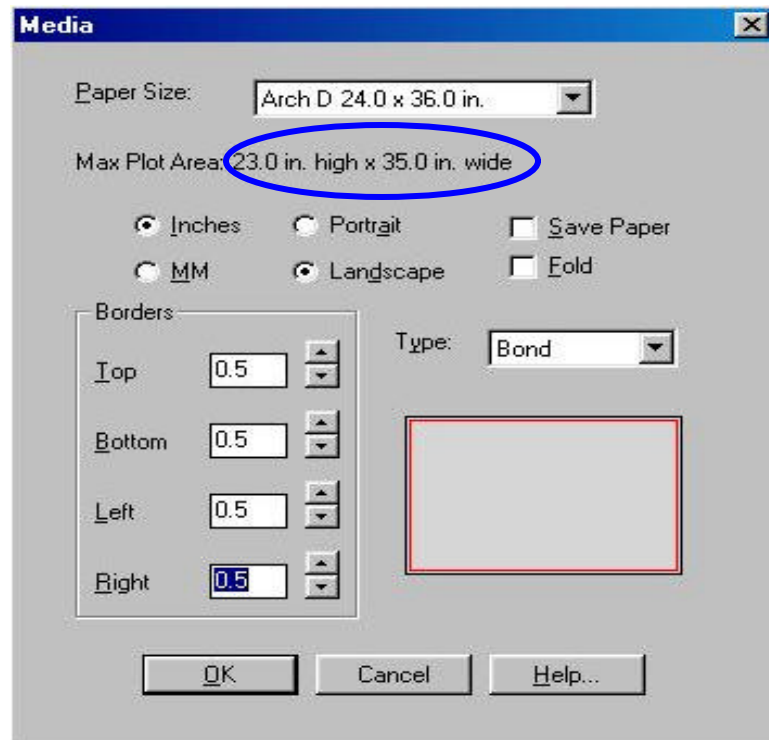 Media
Paper Size: Arch D 24.0 x 36.0 in.
Max Plot Area: 23.0 in. high x 35.0 in. wide
Inches Portrait Save Paper
MM Landscape Fold
Borders
Type: Bond
Top 0.5
Bottom 0.5
Left 0.5
Right 0.5
OK Cancel Help...